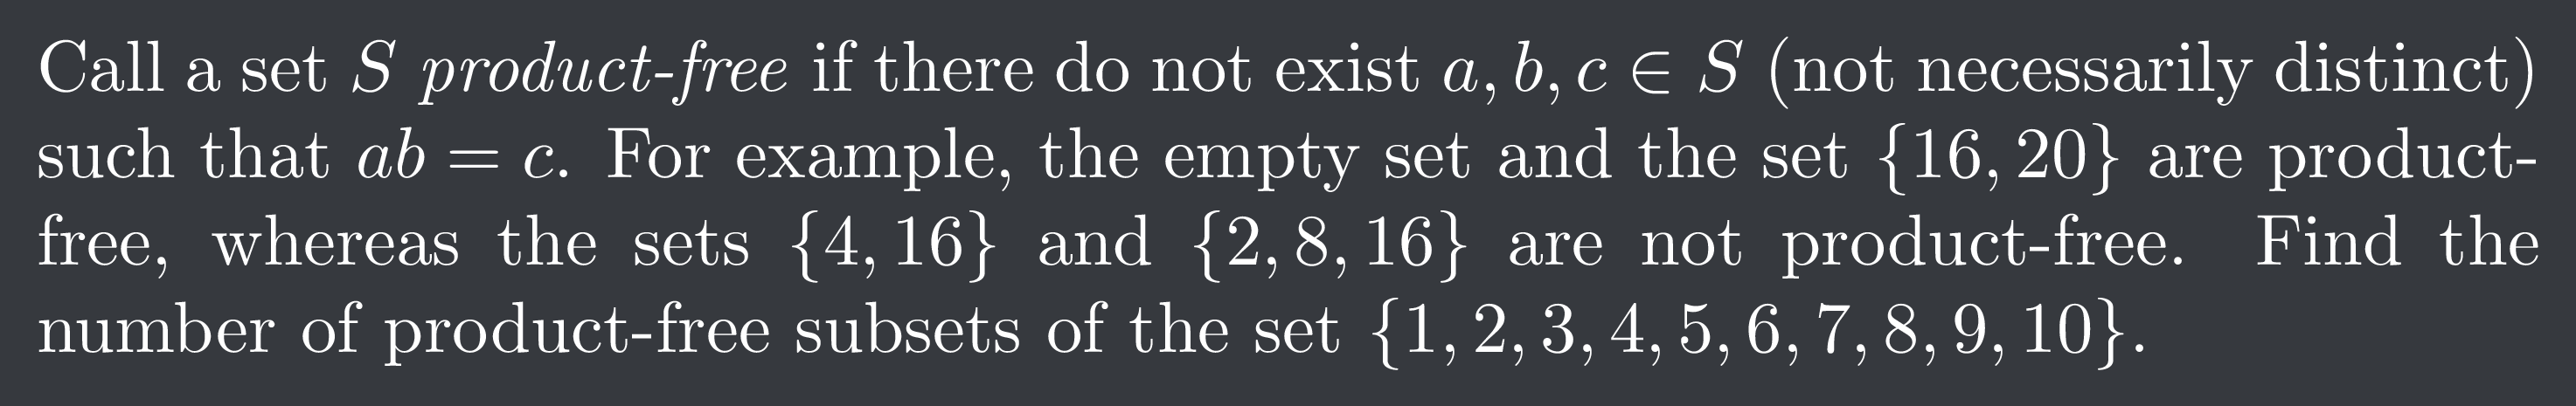 Call a set S product-free if there do not exist a, b, c ∈ S (not necessarily distinct)
such that ab = c. For example, the empty set and the set {16, 20} are product-
free, whereas the sets {4, 16} and {2, 8, 16} are not product-free. Find the
number of product-free subsets of the set {1, 2, 3, 4, 5, 6, 7, 8, 9, 10}.